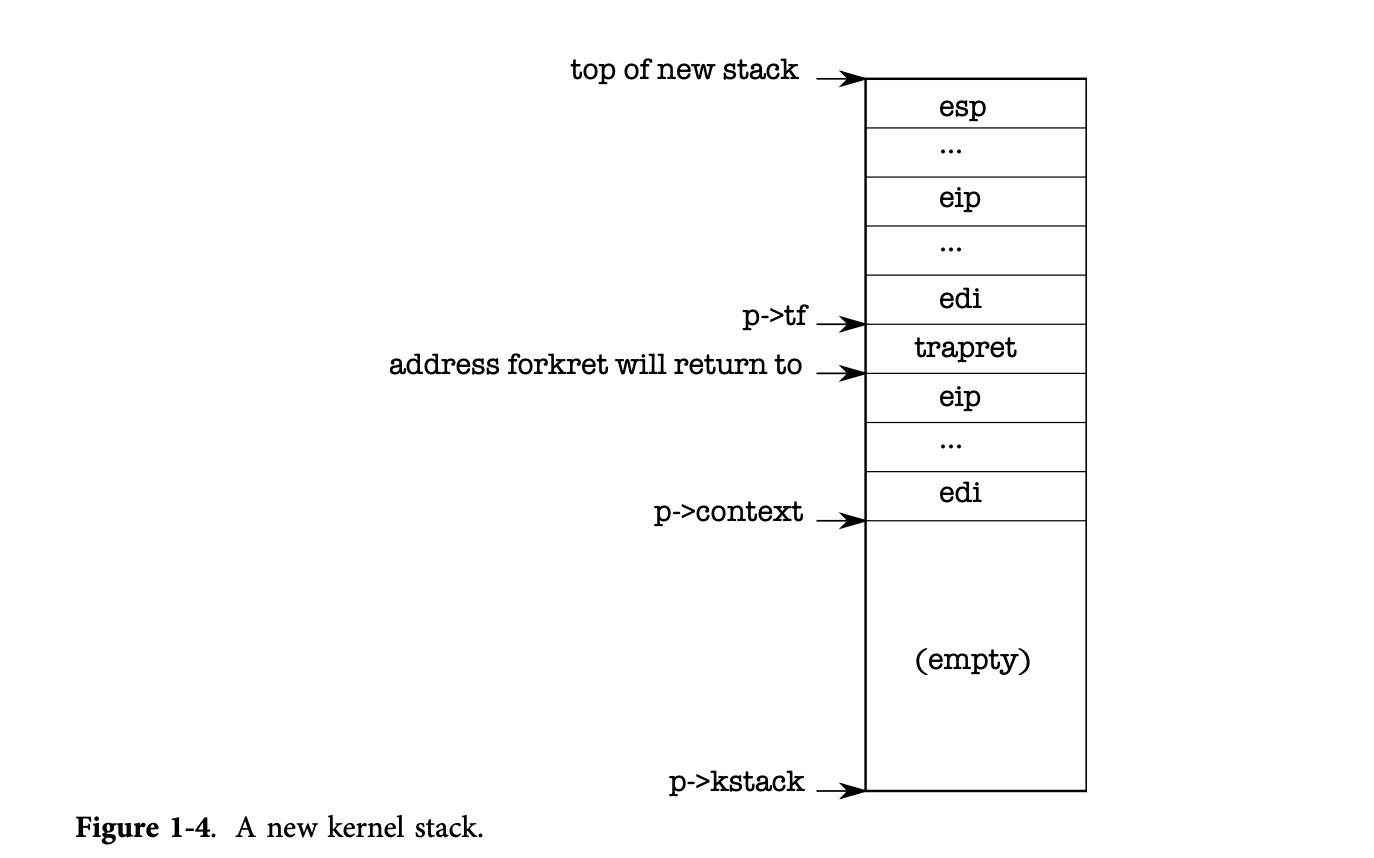 top of new stack
esp
...
eip
...
edi
p->tf
trapret
address forkret will return to
eip
...
edi
p->context
(empty)
p->kstack
Figure 1-4. A new kernel stack.